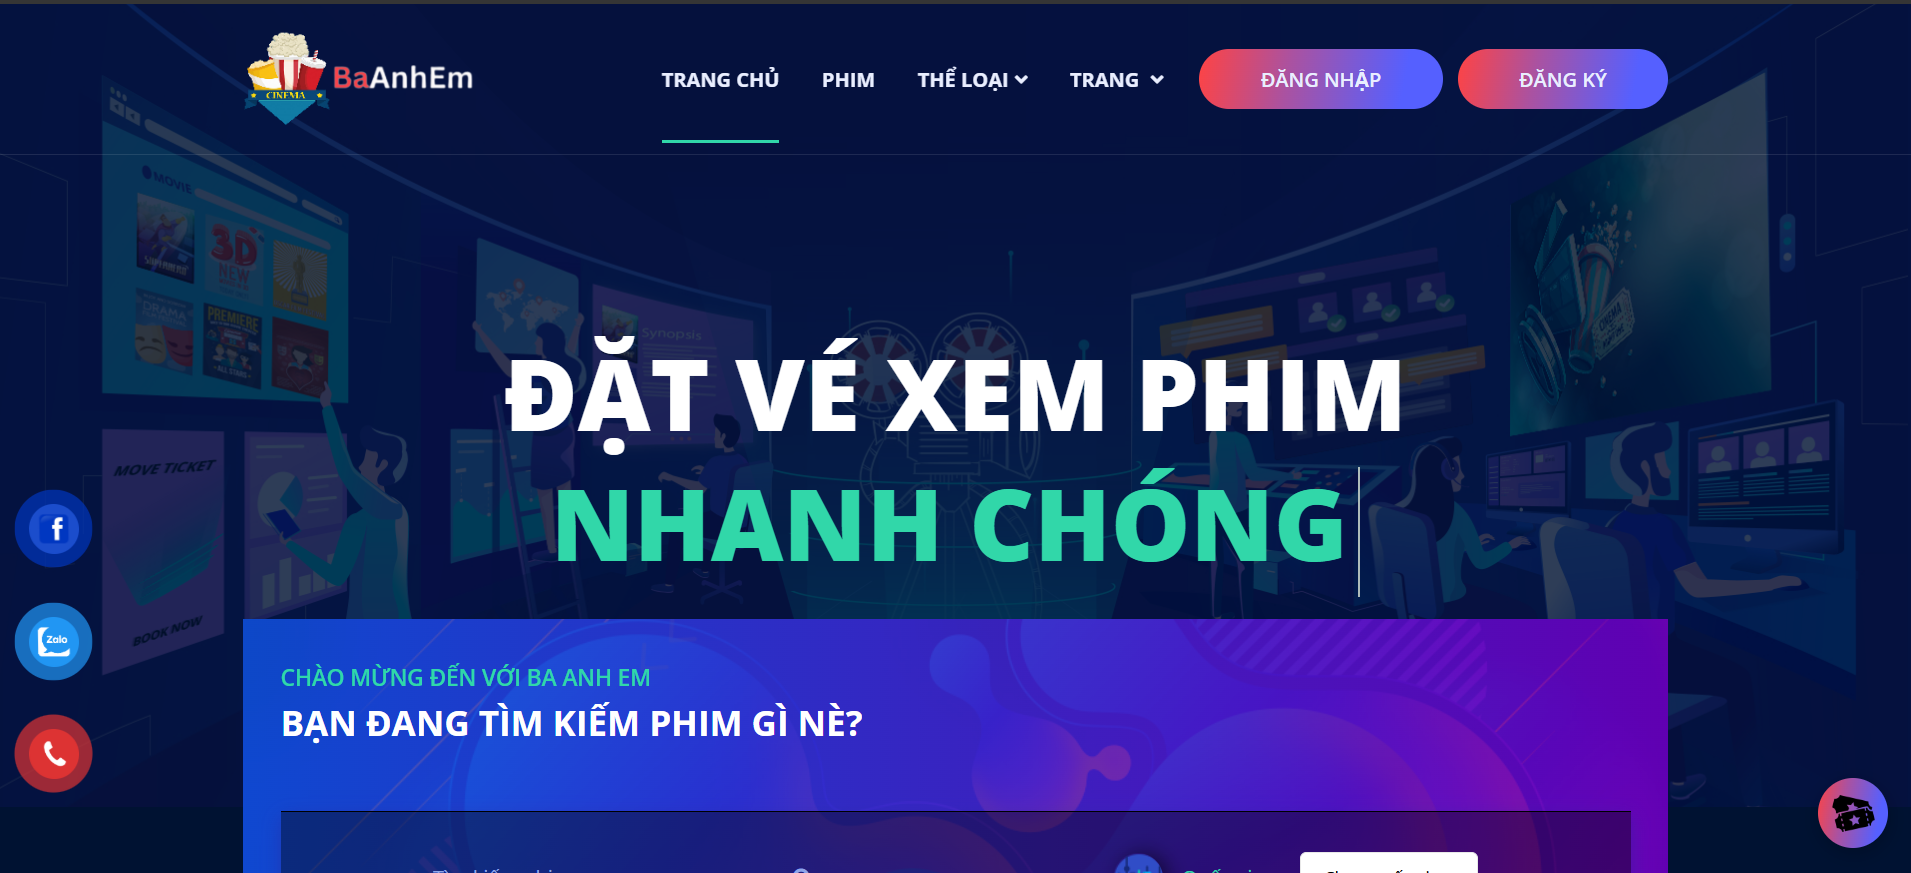 CINEMA
BaAnhEm
TRANG CHỦ
PHIM
THỂ LOẠI
TRANG
ĐĂNG NHẬP
ĐĂNG KÝ
MOVIE
3D
NEW
DRAMA
PREMIERE
ALL STARS
Synopsis
ĐẶT VÉ XEM PHIM
NHANH CHÓNG
MOVE TICKET
BOOK NOW
f
Zalo
CHÀO MỪNG ĐẾN VỚI BA ANH EM
BẠN ĐANG TÌM KIẾM PHIM GÌ NÈ?